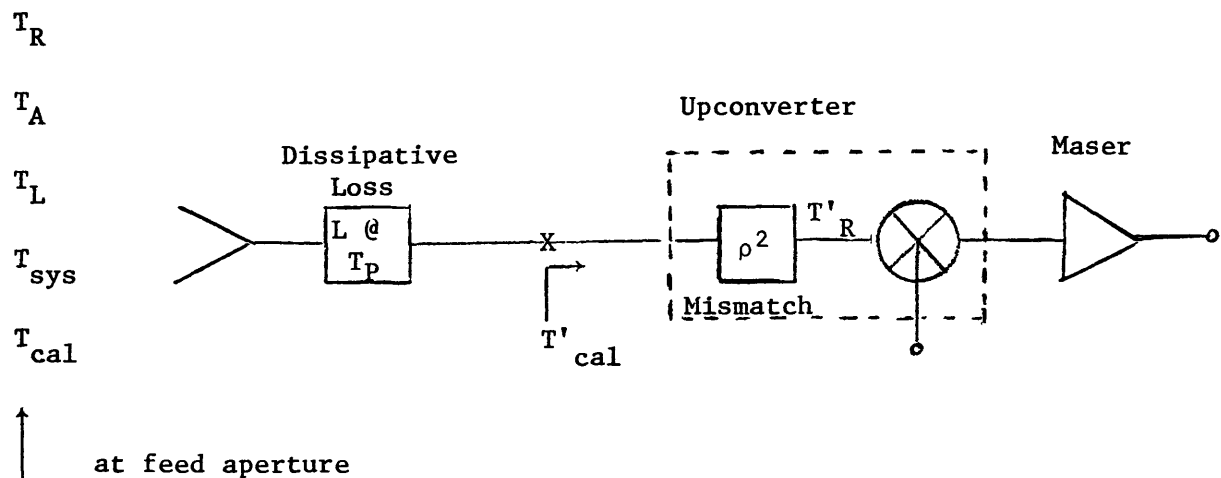 T_R
T_A
T_L
T_sys
T_cal
at feed aperture
Dissipative
Loss
L @
T_P
X
T'_cal
Upconverter
ρ²
Mismatch
T'_R
Maser